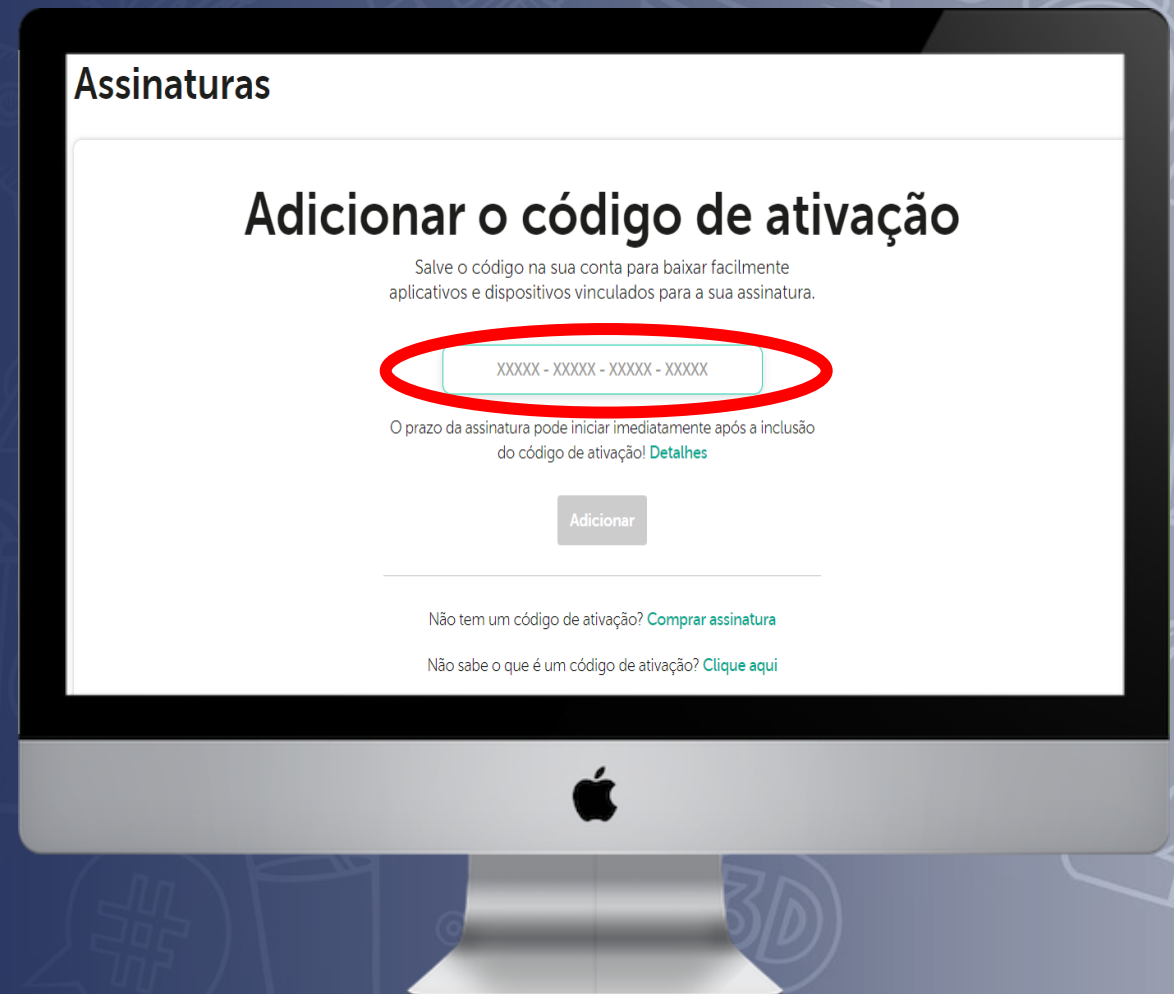 Assinaturas
Adicionar o código de ativação
Salve o código na sua conta para baixar facilmente
aplicativos e dispositivos vinculados para a sua assinatura.
XXXXX - XXXXX - XXXXX - XXXXX
O prazo da assinatura pode iniciar imediatamente após a inclusão
do código de ativação! Detalhes
Adicionar
Não tem um código de ativação? Comprar assinatura
Não sabe o que é um código de ativação? Clique aqui
#
3D